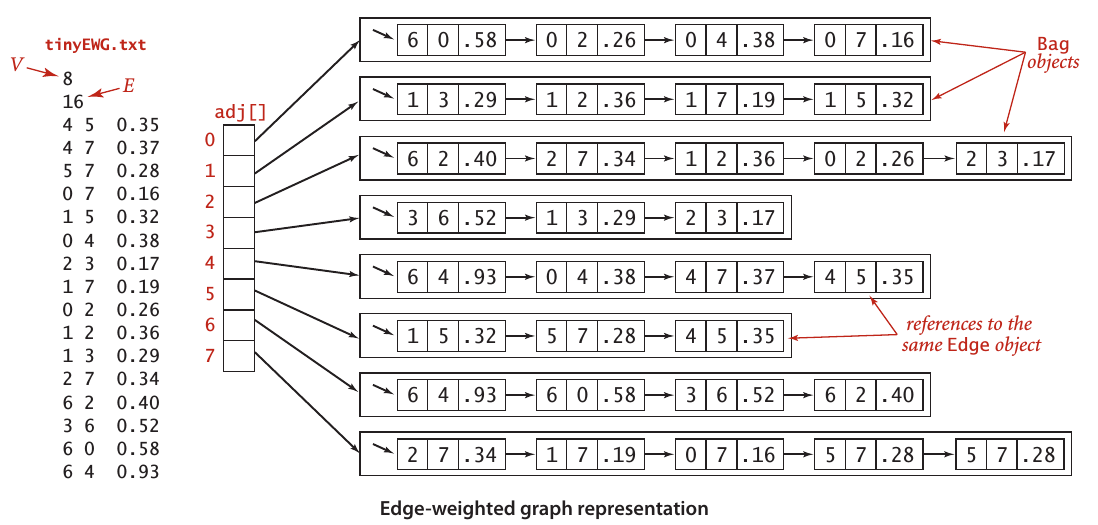 tinyEWG.txt
V
8
16
E
4 5 0.35
4 7 0.37
5 7 0.28
0 7 0.16
1 5 0.32
0 4 0.38
2 3 0.17
1 7 0.19
0 2 0.26
1 2 0.36
1 3 0.29
2 7 0.34
6 2 0.40
3 6 0.52
6 0 0.58
6 4 0.93
adj[]
0
1
2
3
4
5
6
7
6 0 .58 0 2 .26 0 4 .38 0 7 .16
1 3 .29 1 2 .36 1 7 .19 1 5 .32
6 2 .40 2 7 .34 1 2 .36 0 2 .26 2 3 .17
3 6 .52 1 3 .29 2 3 .17
6 4 .93 0 4 .38 4 7 .37 4 5 .35
1 5 .32 5 7 .28 4 5 .35
6 4 .93 6 0 .58 3 6 .52 6 2 .40
2 7 .34 1 7 .19 0 7 .16 5 7 .28 5 7 .28
Bag
objects
references to the
same Edge object
Edge-weighted graph representation